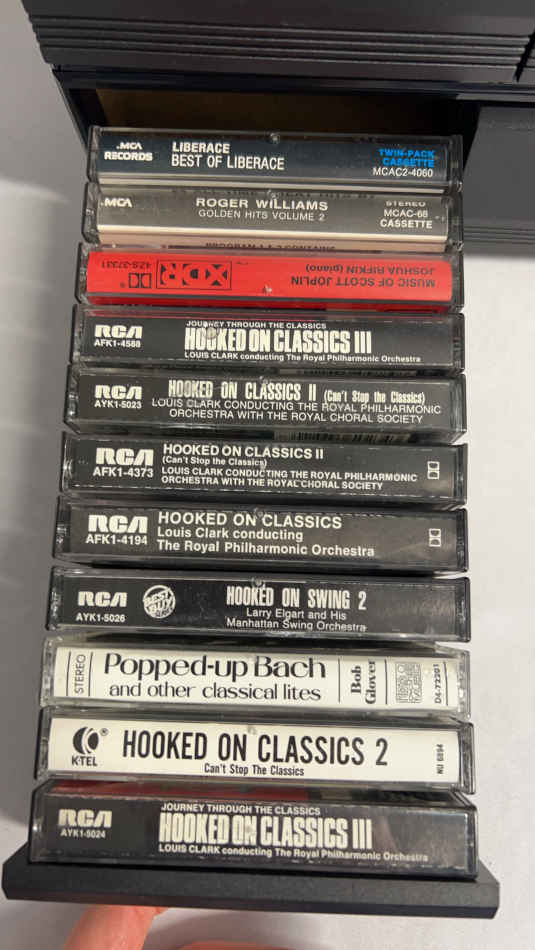 .MCA
RECORDS
LIBERACE
BEST OF LIBERACE
TWIN-PACK
CASSETTE
MCAC2-4060
.MCA
ROGER WILLIAMS
GOLDEN HITS VOLUME 2
STEREO
MCAC-68
CASSETTE
MUSIC OF SCOTT JOPLIN
JOSHUA RIFKIN (piano)
XDR
4ZS-37331
RCA
AFK1-4588
JOURNEY THROUGH THE CLASSICS
HOOKED ON CLASSICS III
LOUIS CLARK conducting The Royal Philharmonic Orchestra
RCA
AYK1-5023
HOOKED ON CLASSICS II (Can't Stop the Classics)
LOUIS CLARK CONDUCTING THE ROYAL PHILHARMONIC
ORCHESTRA WITH THE ROYAL CHORAL SOCIETY
RCA
AFK1-4373
HOOKED ON CLASSICS II
(Can't Stop the Classics)
LOUIS CLARK CONDUCTING THE ROYAL PHILHARMONIC
ORCHESTRA WITH THE ROYAL CHORAL SOCIETY
RCA
AFK1-4194
HOOKED ON CLASSICS
Louis Clark conducting
The Royal Philharmonic Orchestra
RCA
AYK1-5026
BEST
BUY
HOOKED ON SWING 2
Larry Elgart and His
Manhattan Swing Orchestra
STEREO
Popped-up Bach
and other classical lites
Bob
Glover
D4-72201
K-TEL
HOOKED ON CLASSICS 2
Can't Stop The Classics
NU 6894
RCA
AYK1-5024
JOURNEY THROUGH THE CLASSICS
HOOKED ON CLASSICS III
LOUIS CLARK conducting The Royal Philharmonic Orchestra